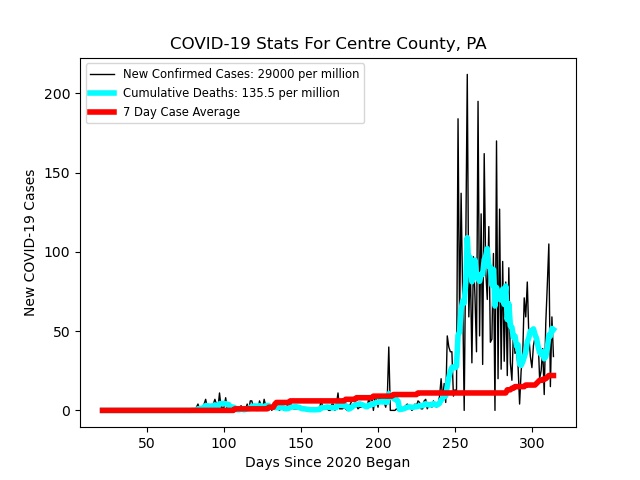 COVID-19 Stats For Centre County, PA
New Confirmed Cases: 29000 per million
Cumulative Deaths: 135.5 per million
7 Day Case Average
New COVID-19 Cases
200
150
100
50
0
50 100 150 200 250 300
Days Since 2020 Began